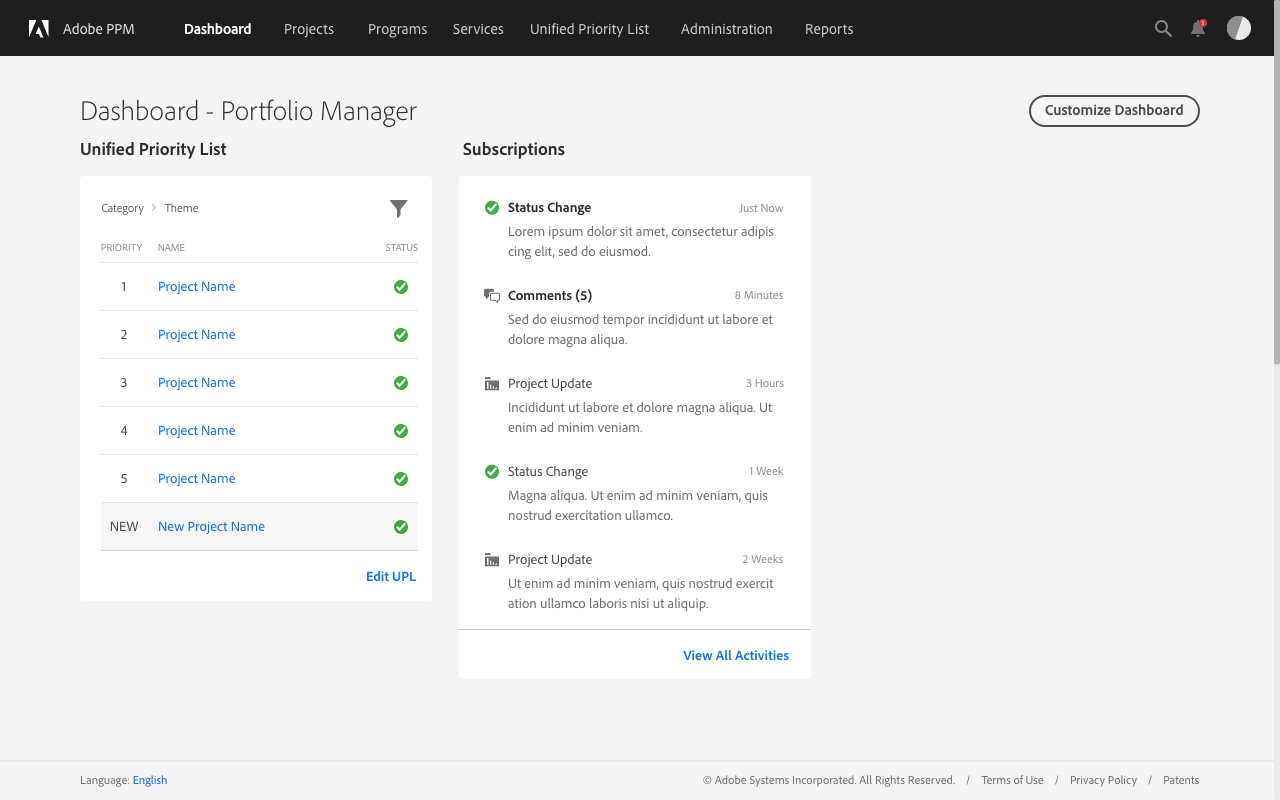 Adobe PPM Dashboard Projects Programs Services Unified Priority List Administration Reports
Dashboard - Portfolio Manager
Customize Dashboard
Unified Priority List
Category > Theme
PRIORITY NAME STATUS
1 Project Name
2 Project Name
3 Project Name
4 Project Name
5 Project Name
NEW New Project Name
Edit UPL
Subscriptions
Status Change Just Now
Lorem ipsum dolor sit amet, consectetur adipis
cing elit, sed do eiusmod.
Comments (5) 8 Minutes
Sed do eiusmod tempor incididunt ut labore et
dolore magna aliqua.
Project Update 3 Hours
Incididunt ut labore et dolore magna aliqua. Ut
enim ad minim veniam.
Status Change 1 Week
Magna aliqua. Ut enim ad minim veniam, quis
nostrud exercitation ullamco.
Project Update 2 Weeks
Ut enim ad minim veniam, quis nostrud exercit
ation ullamco laboris nisi ut aliquip.
View All Activities
Language: English
© Adobe Systems Incorporated. All Rights Reserved. / Terms of Use / Privacy Policy / Patents